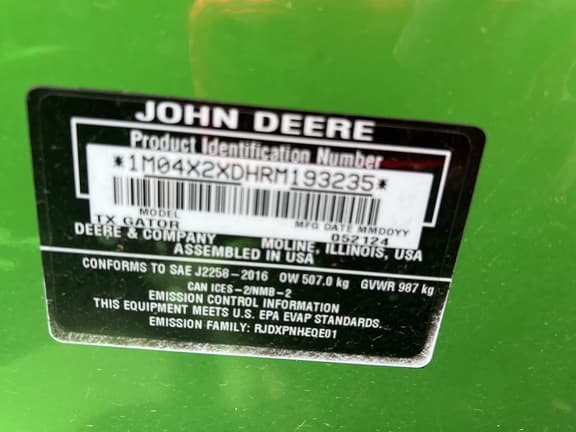 JOHN DEERE
Product Identification Number
*1M04X2XDHRM193235*
MODEL MFG DATE MMDDYY
TX GATOR 052124
DEERE & COMPANY MOLINE, ILLINOIS, USA
ASSEMBLED IN USA
CONFORMS TO SAE J2258-2016 OW 507.0 kg GVWR 987 kg
CAN ICES-2/NMB-2
EMISSION CONTROL INFORMATION
THIS EQUIPMENT MEETS U.S. EPA EVAP STANDARDS.
EMISSION FAMILY: RJDXPNHEQE01